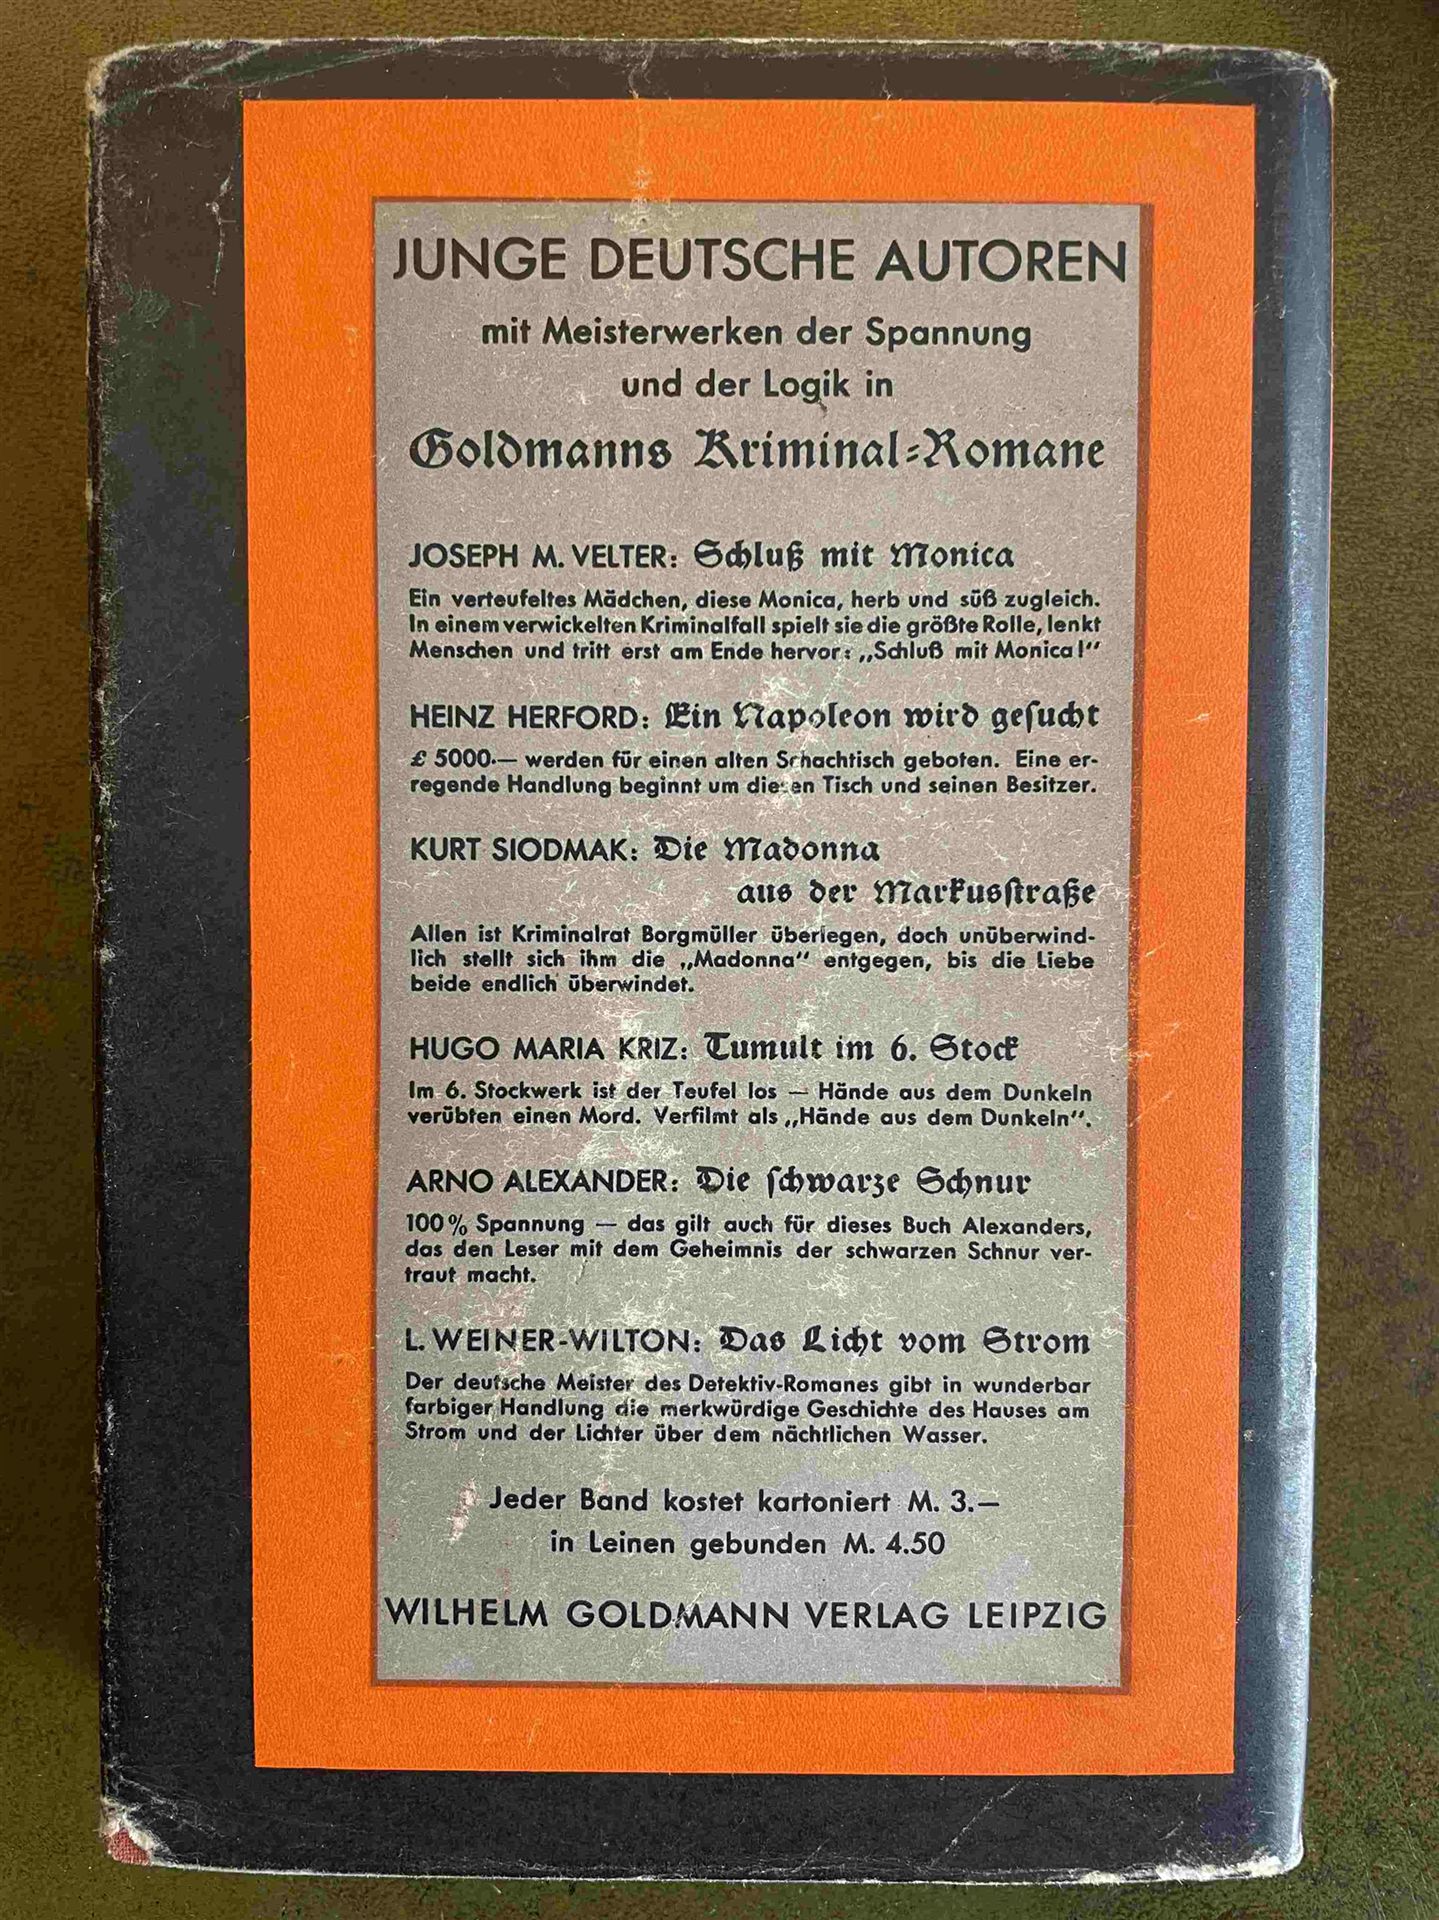 JUNGE DEUTSCHE AUTOREN
mit Meisterwerken der Spannung
und der Logik in
Goldmanns Kriminal-Romane
JOSEPH M. VELTER: Schluß mit Monica
Ein verteufeltes Mädchen, diese Monica, herb und süß zugleich.
In einem verwickelten Kriminalfall spielt sie die größte Rolle, lenkt
Menschen und tritt erst am Ende hervor: „Schluß mit Monica!“
HEINZ HERFORD: Ein Napoleon wird gesucht
£ 5000.— werden für einen alten Schachtisch geboten. Eine er-
regende Handlung beginnt um diesen Tisch und seinen Besitzer.
KURT SIODMAK: Die Madonna
aus der Markusstraße
Allen ist Kriminalrat Borgmüller überlegen, doch unüberwind-
lich stellt sich ihm die „Madonna“ entgegen, bis die Liebe
beide endlich überwindet.
HUGO MARIA KRIZ: Tumult im 6. Stock
Im 6. Stockwerk ist der Teufel los — Hände aus dem Dunkeln
verübten einen Mord. Verfilmt als „Hände aus dem Dunkeln“.
ARNO ALEXANDER: Die schwarze Schnur
100% Spannung — das gilt auch für dieses Buch Alexanders,
das den Leser mit dem Geheimnis der schwarzen Schnur ver-
traut macht.
L. WEINER-WILTON: Das Licht vom Strom
Der deutsche Meister des Detektiv-Romanes gibt in wunderbar
farbiger Handlung die merkwürdige Geschichte des Hauses am
Strom und der Lichter über dem nächtlichen Wasser.
Jeder Band kostet kartoniert M. 3.—
in Leinen gebunden M. 4.50
WILHELM GOLDMANN VERLAG LEIPZIG